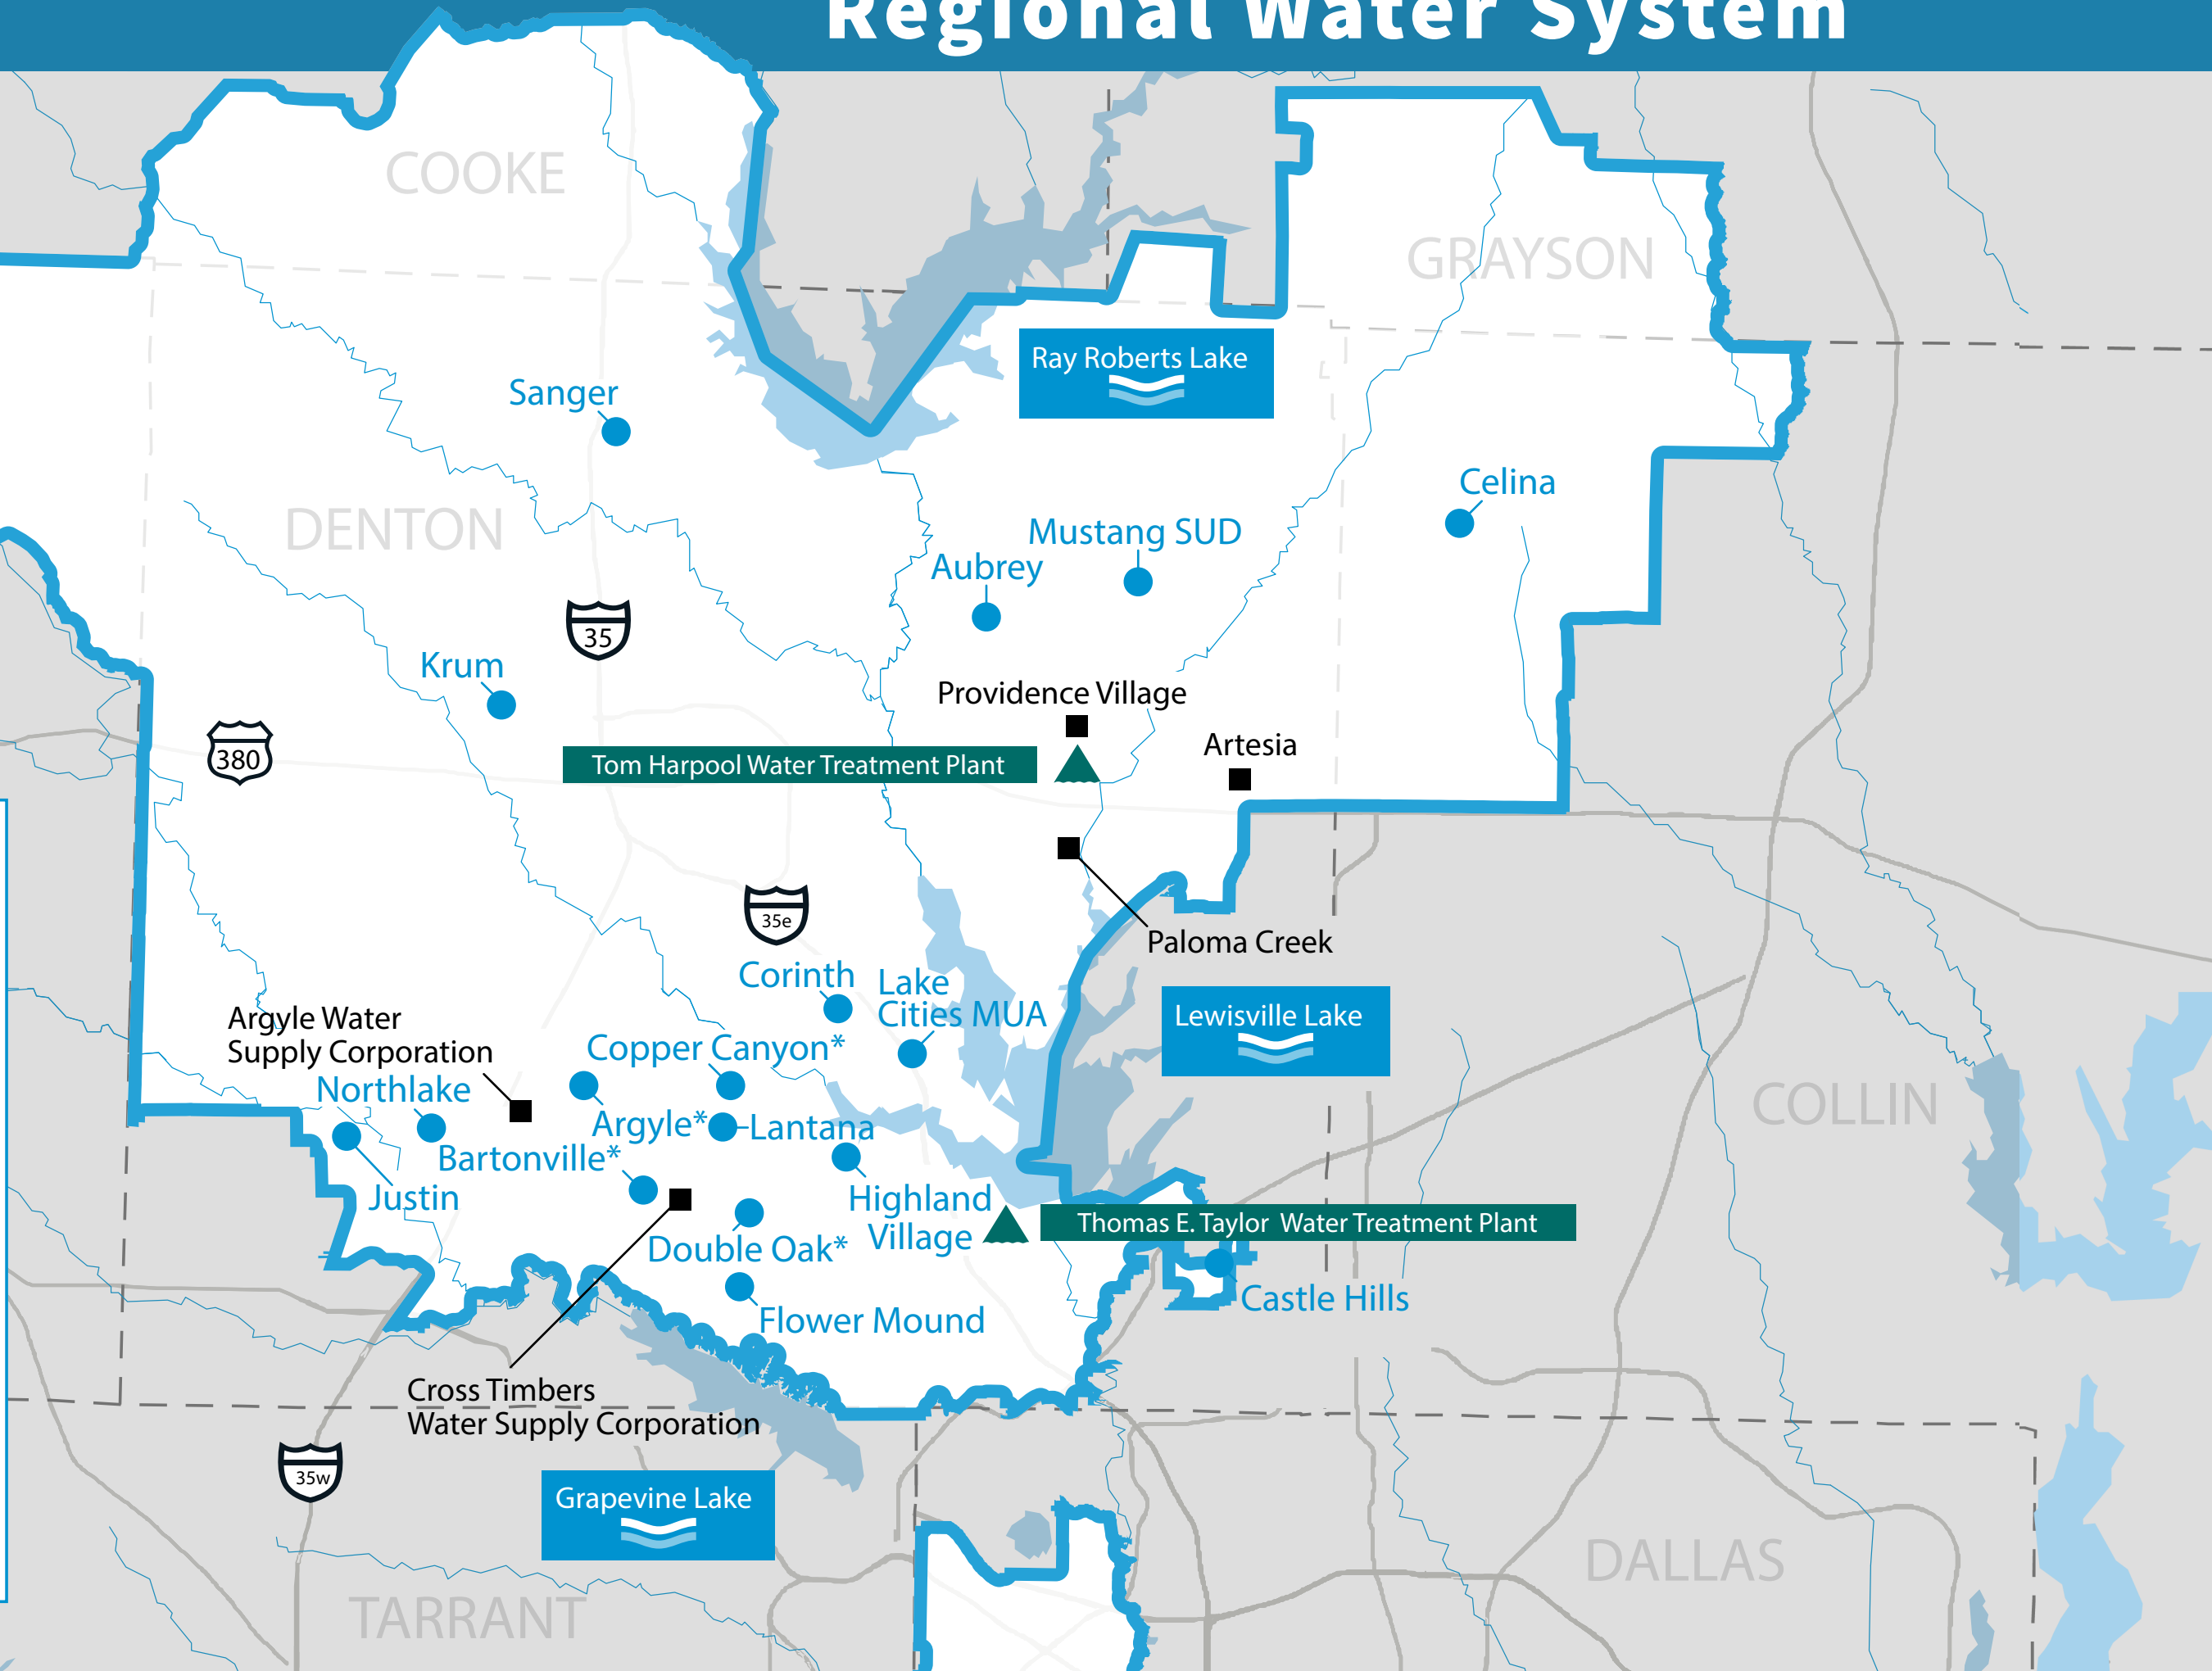 Regional Water System
COOKE
GRAYSON
Ray Roberts Lake
Sanger
Celina
DENTON
Mustang SUD
Aubrey
35
Krum
Providence Village
380
Tom Harpool Water Treatment Plant
Artesia
35e
Paloma Creek
Corinth
Lake
Cities MUA
Lewisville Lake
Argyle Water
Supply Corporation
Copper Canyon*
Northlake
COLLIN
Argyle*
Lantana
Bartonville*
Justin
Highland
Village
Thomas E. Taylor Water Treatment Plant
Double Oak*
Castle Hills
Flower Mound
Cross Timbers
Water Supply Corporation
35w
Grapevine Lake
DALLAS
TARRANT